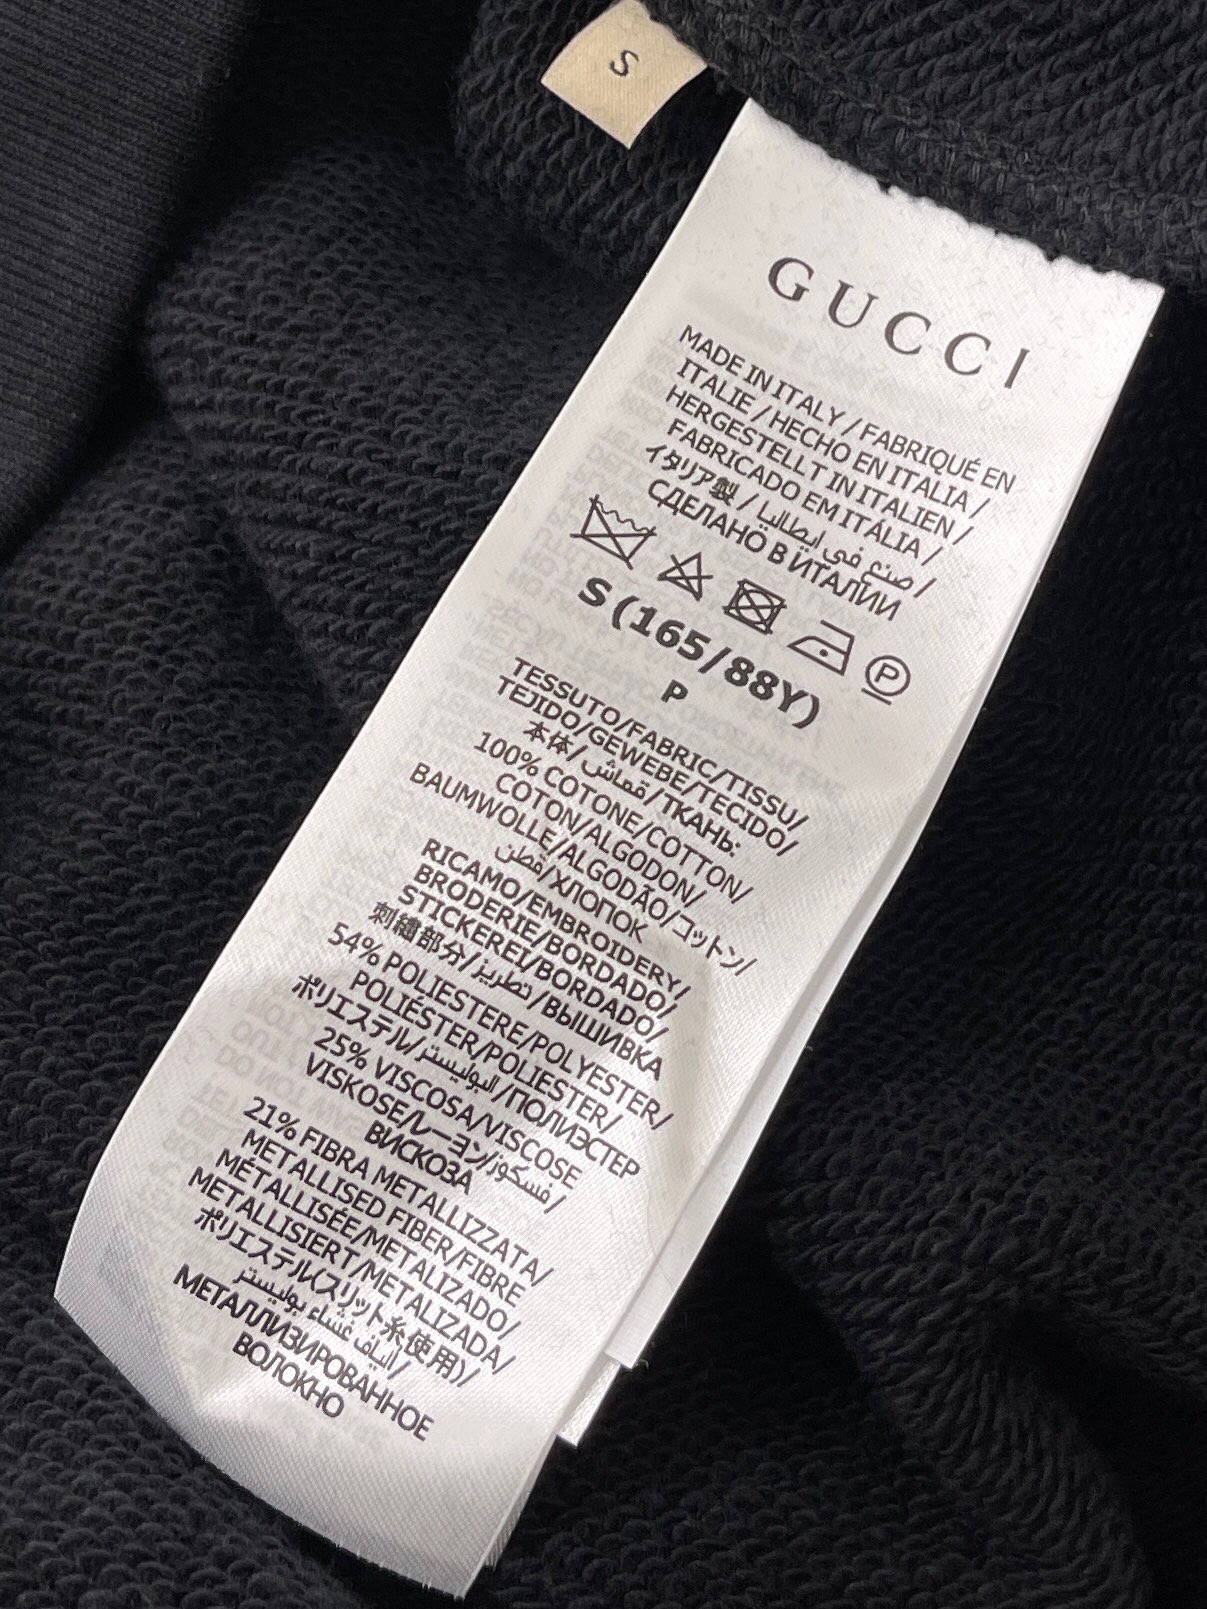 S
GUCCI
MADE IN ITALY / FABRIQUÉ EN
ITALIE / HECHO EN ITALIA /
HERGESTELLT IN ITALIEN /
FABRICADO EM ITÁLIA /
イタリア製 / صنع في ايطاليا /
СДЕЛАНО В ИТАЛИИ
P
S (165/88Y)
P
TESSUTO/FABRIC/TISSU/
TEJIDO/GEWEBE/TECIDO/
本体/قماش/ТКАНЬ:
100% COTONE/COTTON/
COTON/ALGODON/
BAUMWOLLE/ALGODÃO/コットン/
قطن/ХЛОПОК
RICAMO/EMBROIDERY/
BRODERIE/BORDADO/
STICKEREI/BORDADO/
刺繍部分/تطريز/ВЫШИВКА
54% POLIESTERE/POLYESTER/
POLIÉSTER/POLIESTER/
ポリエステル/البوليستر/ПОЛИЭСТЕР
25% VISCOSA/VISCOSE
VISKOSE/レーヨン/فسكوز/
ВИСКОЗА
21% FIBRA METALLIZZATA/
METALLISED FIBER/FIBRE
MÉTALLISÉE/METALIZADO/
METALLISIERT/METALIZADA/
ポリエステル(スリット糸使用)/
ألياف غشاء بوليستر/
МЕТАЛЛИЗИРОВАННОЕ
ВОЛОКНО